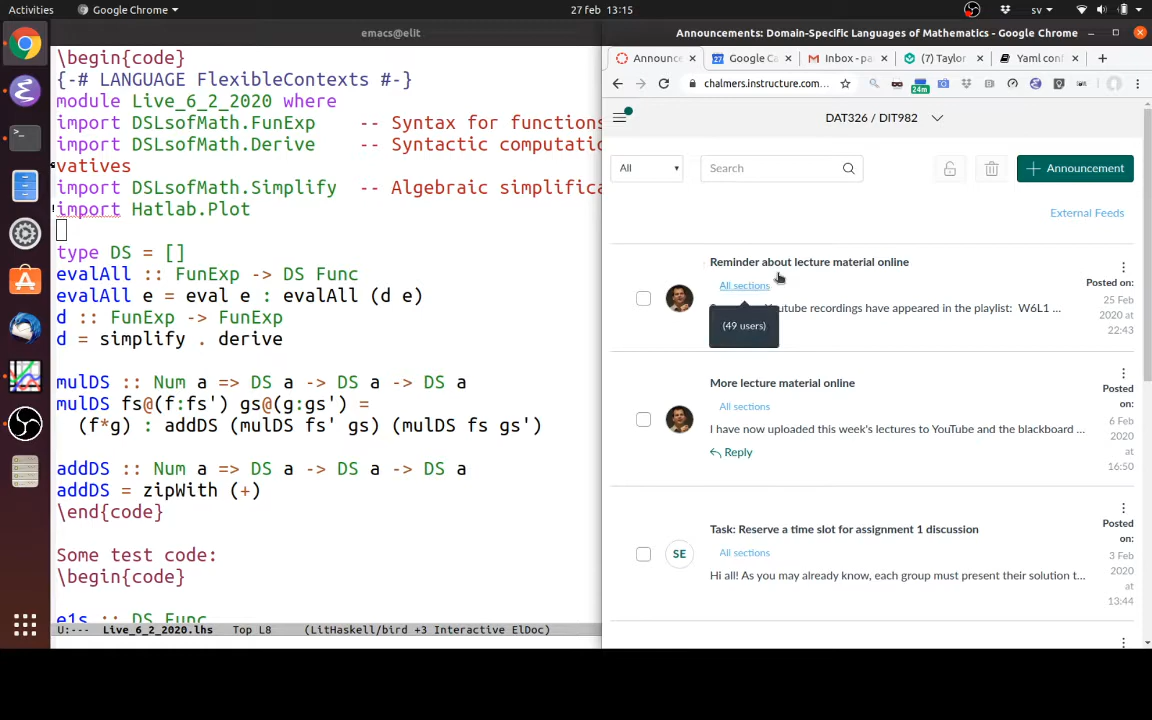 Activities
Google Chrome
27 feb 13:15
sv
emacs@elit
Announcements: Domain-Specific Languages of Mathematics - Google Chrome
\begin{code}
{-# LANGUAGE FlexibleContexts #-}
module Live_6_2_2020 where
import DSLsofMath.FunExp -- Syntax for functions
import DSLsofMath.Derive -- Syntactic computatio
vatives
import DSLsofMath.Simplify -- Algebraic simplifica
!import Hatlab.Plot
type DS = []
evalAll :: FunExp -> DS Func
evalAll e = eval e : evalAll (d e)
d :: FunExp -> FunExp
d = simplify . derive
mulDS :: Num a => DS a -> DS a -> DS a
mulDS fs@(f:fs') gs@(g:gs') =
(f*g) : addDS (mulDS fs' gs) (mulDS fs gs')
addDS :: Num a => DS a -> DS a -> DS a
addDS = zipWith (+)
\end{code}
Some test code:
\begin{code}
e1s :: DS Func
U:--- Live_6_2_2020.lhs Top L8 (LitHaskell/bird +3 Interactive ElDoc)
Announce
27 Google Ca
Inbox - pa
(7) Taylor
Yaml conf
chalmers.instructure.com...
24m
DAT326 / DIT982
All
Search
Announcement
External Feeds
Reminder about lecture material online
All sections
outube recordings have appeared in the playlist: W6L1 ...
(49 users)
Posted on:
25 Feb
2020 at
22:43
More lecture material online
All sections
I have now uploaded this week's lectures to YouTube and the blackboard ...
Reply
Posted
on:
6 Feb
2020
at
16:50
Task: Reserve a time slot for assignment 1 discussion
SE
All sections
Hi all! As you may already know, each group must present their solution t...
Posted
on:
3 Feb
2020
at
13:44